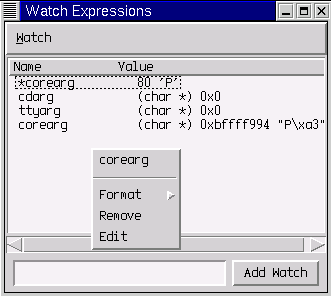 Watch Expressions
Watch
Name Value
*corearg 80 'P'
cdarg (char *) 0x0
ttyarg (char *) 0x0
corearg (char *) 0xbffff994 "P\xa3"
corearg
Format
Remove
Edit
Add Watch